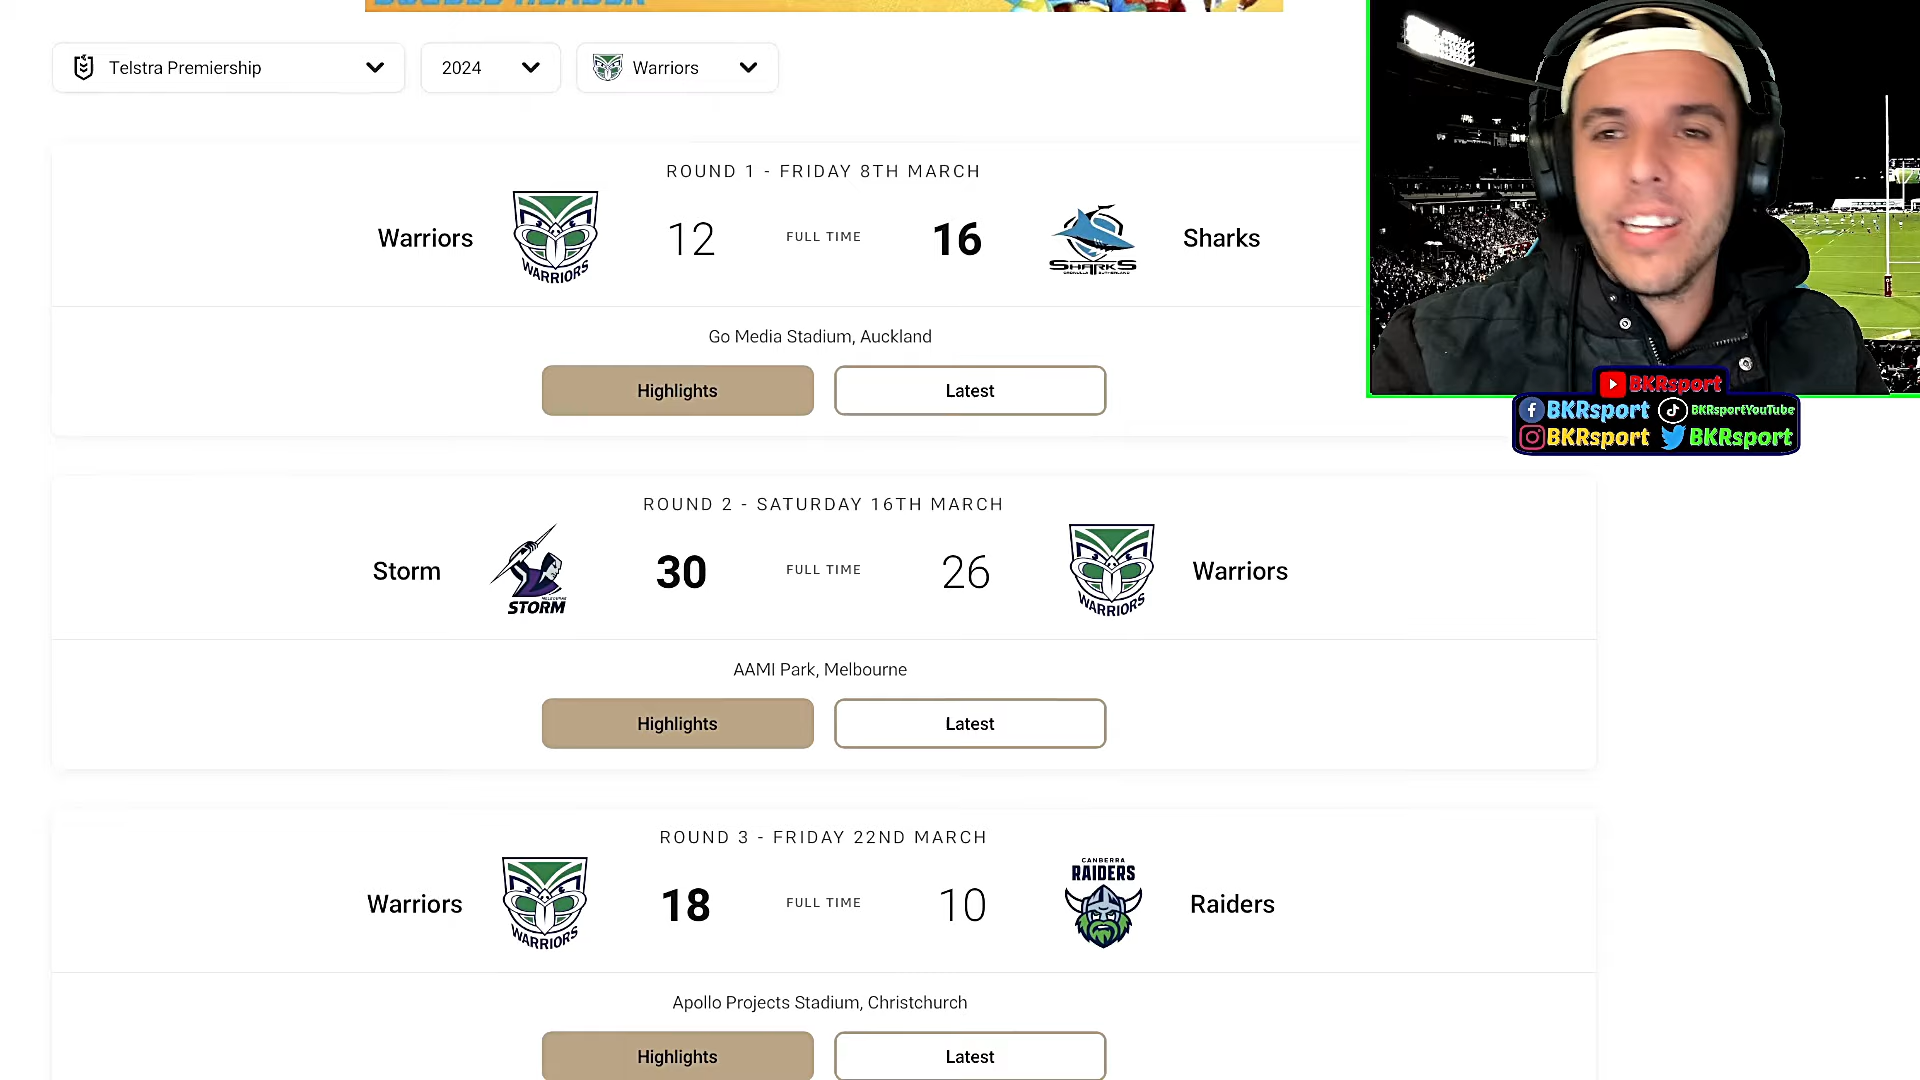 Telstra Premiership
2024
Warriors
ROUND 1 - FRIDAY 8TH MARCH
Warriors
WARRIORS
12
FULL TIME
16
SHARKS
Sharks
Go Media Stadium, Auckland
Highlights
Latest
BKRsport
BKRsport
BKRsportYouTube
BKRsport
BKRsport
ROUND 2 - SATURDAY 16TH MARCH
Storm
STORM
30
FULL TIME
26
WARRIORS
Warriors
AAMI Park, Melbourne
Highlights
Latest
ROUND 3 - FRIDAY 22ND MARCH
Warriors
WARRIORS
18
FULL TIME
10
CANBERRA
RAIDERS
Raiders
Apollo Projects Stadium, Christchurch
Highlights
Latest